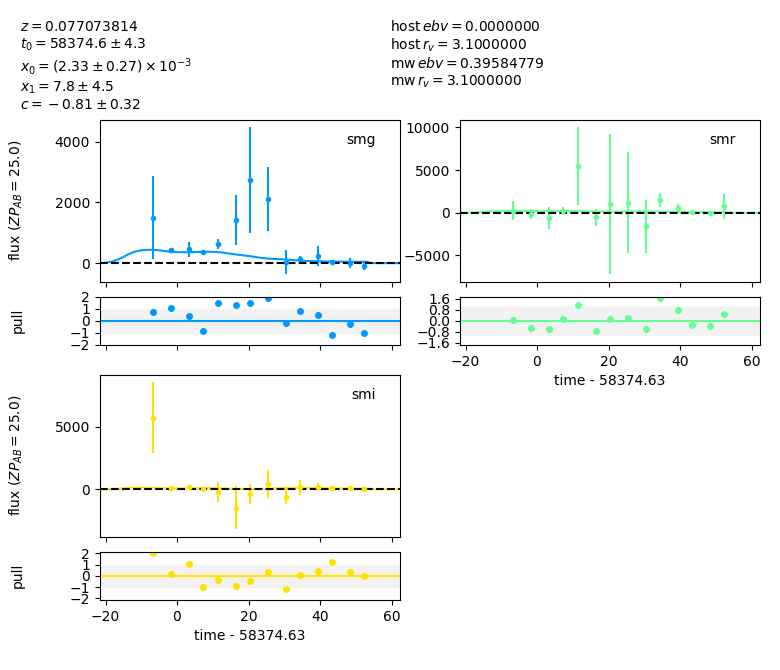 z = 0.077073814
t₀ = 58374.6 ± 4.3
x₀ = (2.33 ± 0.27) × 10⁻³
x₁ = 7.8 ± 4.5
c = −0.81 ± 0.32
host ebv = 0.0000000
host r_v = 3.1000000
mw ebv = 0.39584779
mw r_v = 3.1000000
flux (ZP_AB = 25.0)
4000
2000
0
smg
10000
5000
0
−5000
smr
pull
2
1
0
−1
−2
1.6
0.8
0.0
−0.8
−1.6
−20 0 20 40 60
time - 58374.63
flux (ZP_AB = 25.0)
5000
0
smi
pull
2
1
0
−1
−2
−20 0 20 40 60
time - 58374.63